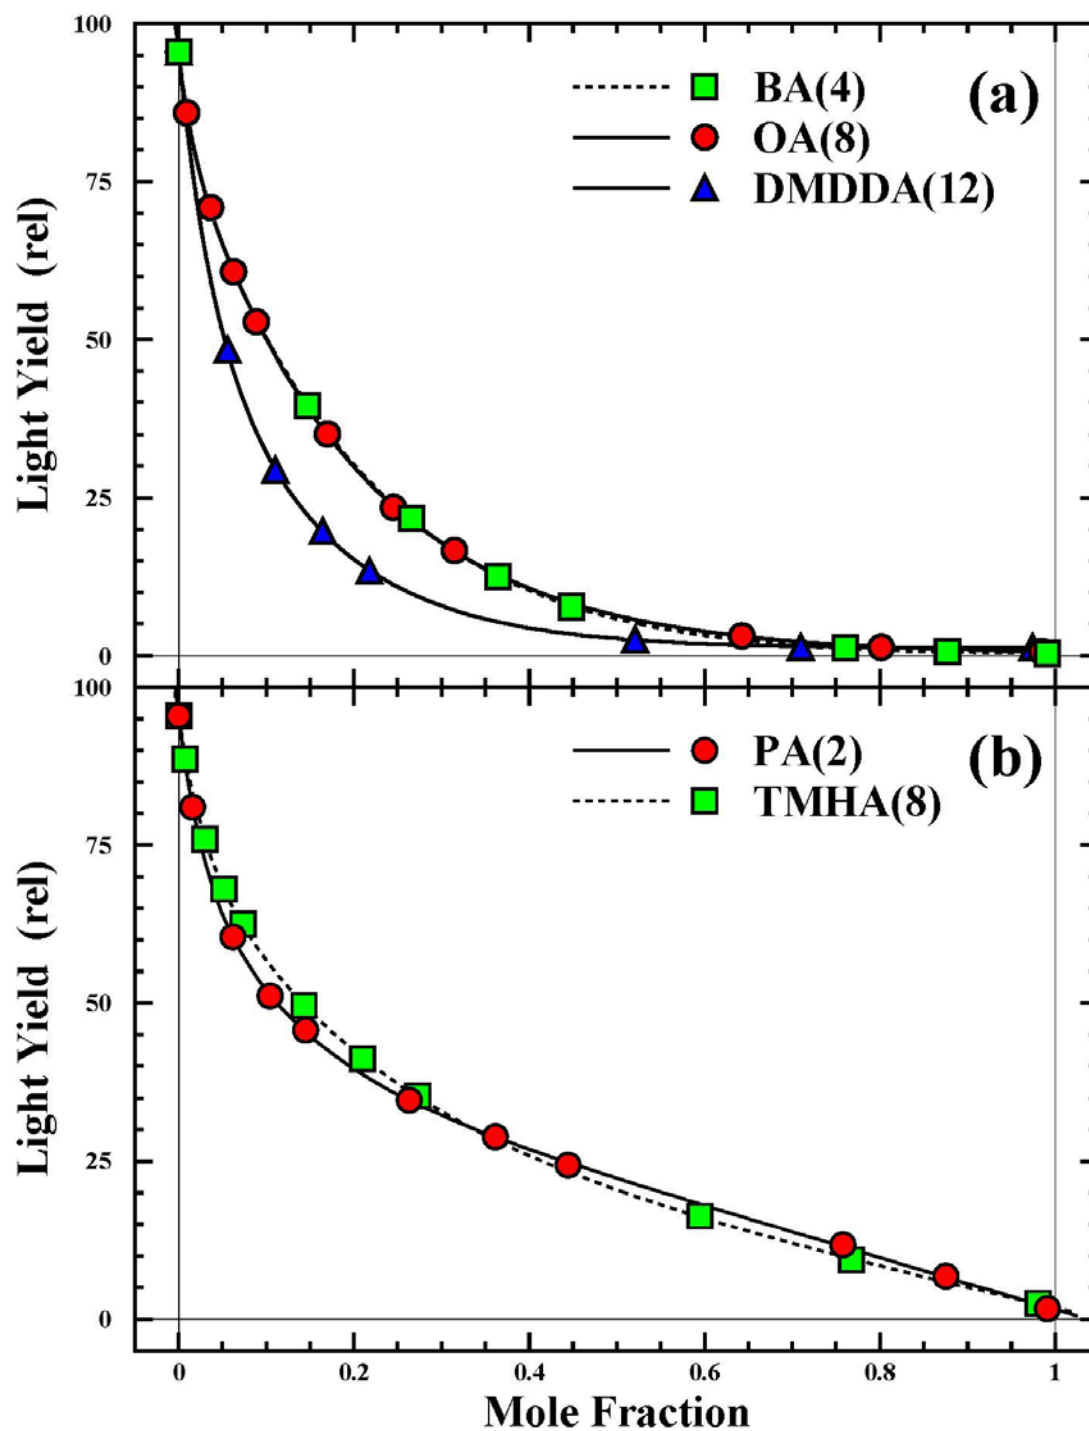 100
BA(4)
(a)
OA(8)
75
DMDDA(12)
Light Yield (rel)
50
25
0
100
PA(2)
(b)
TMHA(8)
75
Light Yield (rel)
50
25
0
0 0.2 0.4 0.6 0.8 1
Mole Fraction